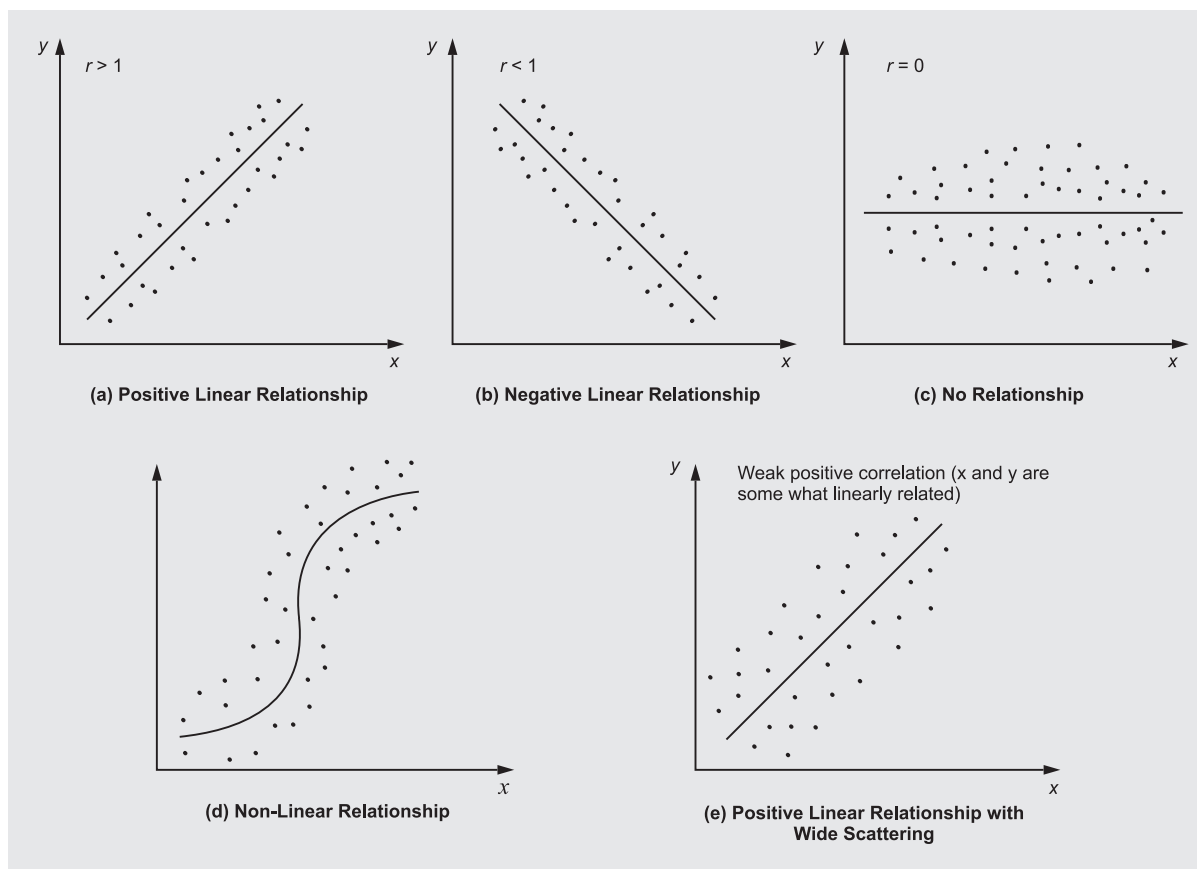 y
r > 1
x
(a) Positive Linear Relationship
y
r < 1
x
(b) Negative Linear Relationship
y
r = 0
x
(c) No Relationship
x
(d) Non-Linear Relationship
y
Weak positive correlation (x and y are
some what linearly related)
x
(e) Positive Linear Relationship with
Wide Scattering